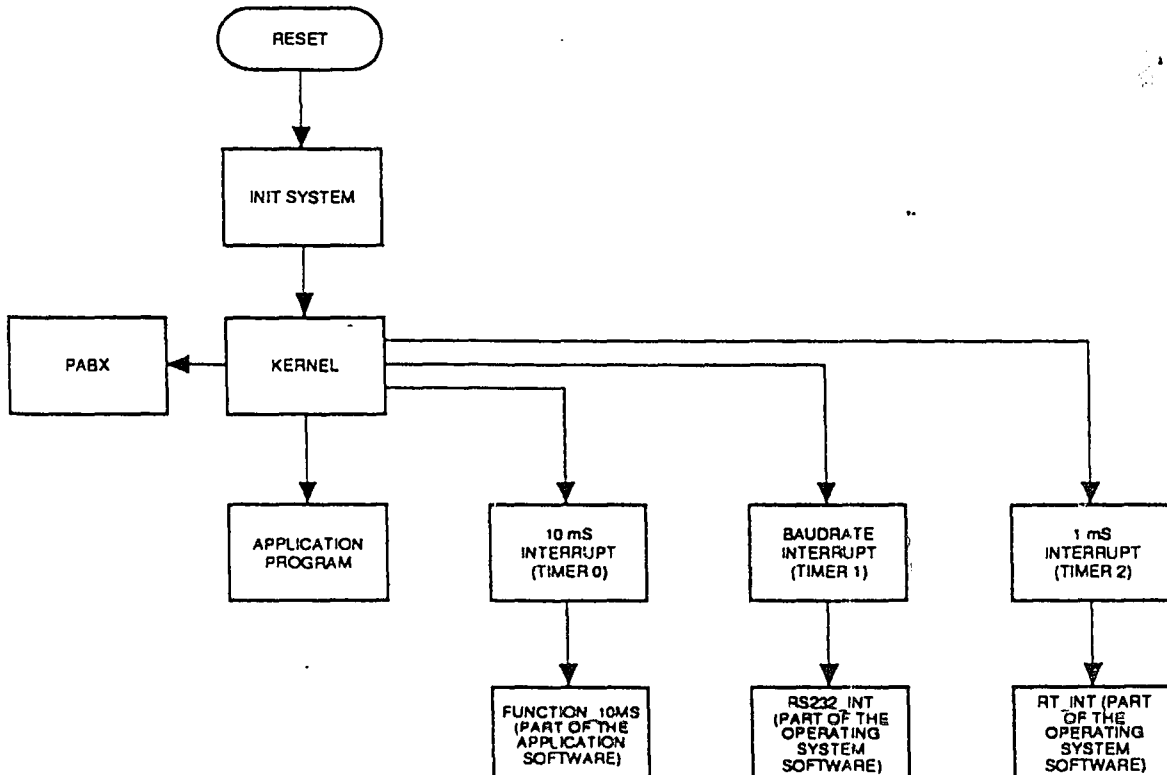 RESET
INIT SYSTEM
PABX
KERNEL
APPLICATION
PROGRAM
10 mS
INTERRUPT
(TIMER 0)
BAUDRATE
INTERRUPT
(TIMER 1)
1 mS
INTERRUPT
(TIMER 2)
FUNCTION_10MS
(PART OF THE
APPLICATION
SOFTWARE)
RS232_INT
(PART OF THE
OPERATING
SYSTEM
SOFTWARE)
RT_INT (PART
OF THE
OPERATING
SYSTEM
SOFTWARE)